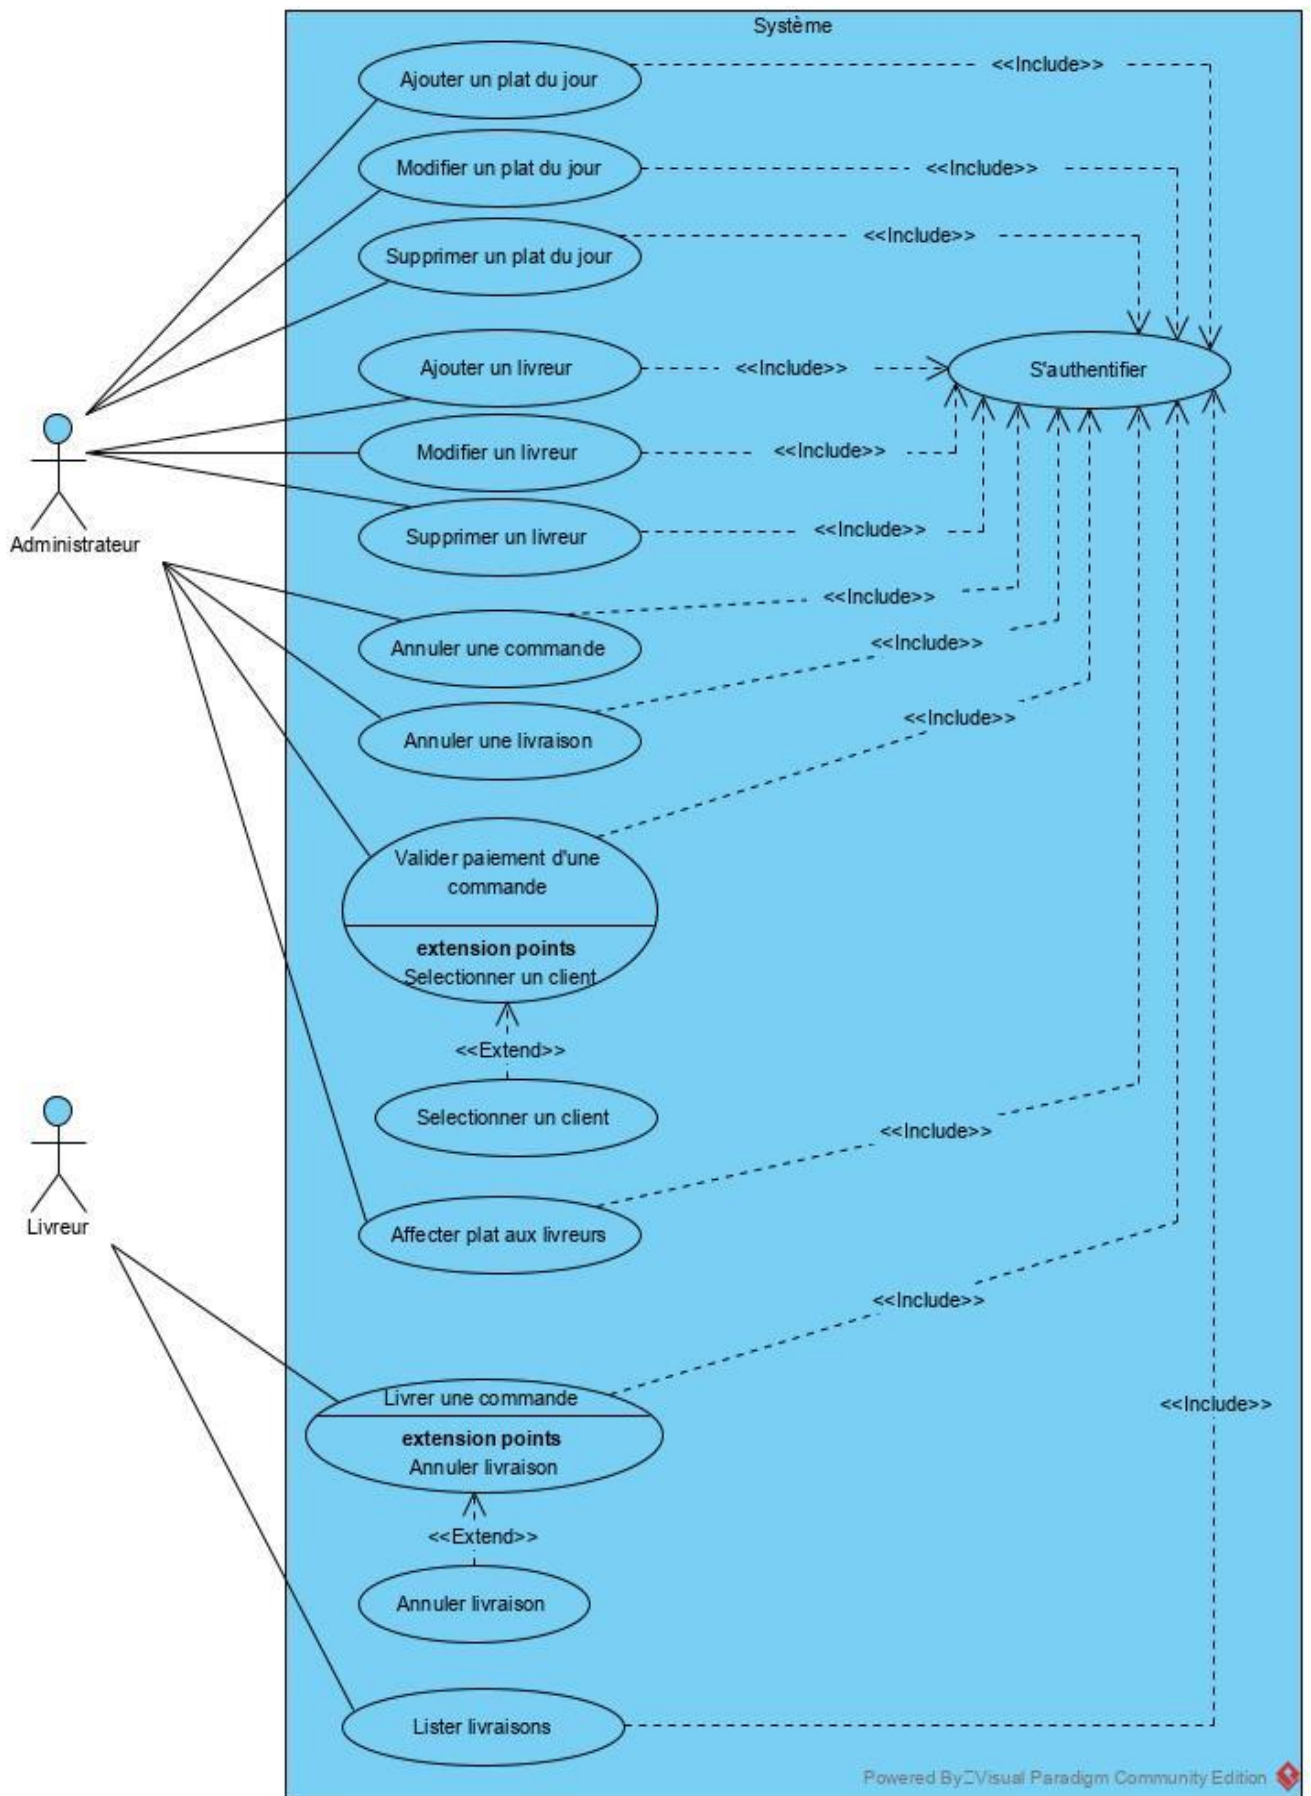 Système
Ajouter un plat du jour
<<Include>>
Modifier un plat du jour
<<Include>>
Supprimer un plat du jour
<<Include>>
Ajouter un livreur
<<Include>>
S'authentifier
Modifier un livreur
<<Include>>
Supprimer un livreur
<<Include>>
Administrateur
Annuler une commande
<<Include>>
Annuler une livraison
<<Include>>
<<Include>>
Valider paiement d'une
commande
extension points
Selectionner un client
<<Extend>>
Selectionner un client
<<Include>>
Livreur
Affecter plat aux livreurs
<<Include>>
Livrer une commande
<<Include>>
extension points
Annuler livraison
<<Extend>>
Annuler livraison
Lister livraisons
Powered By Visual Paradigm Community Edition